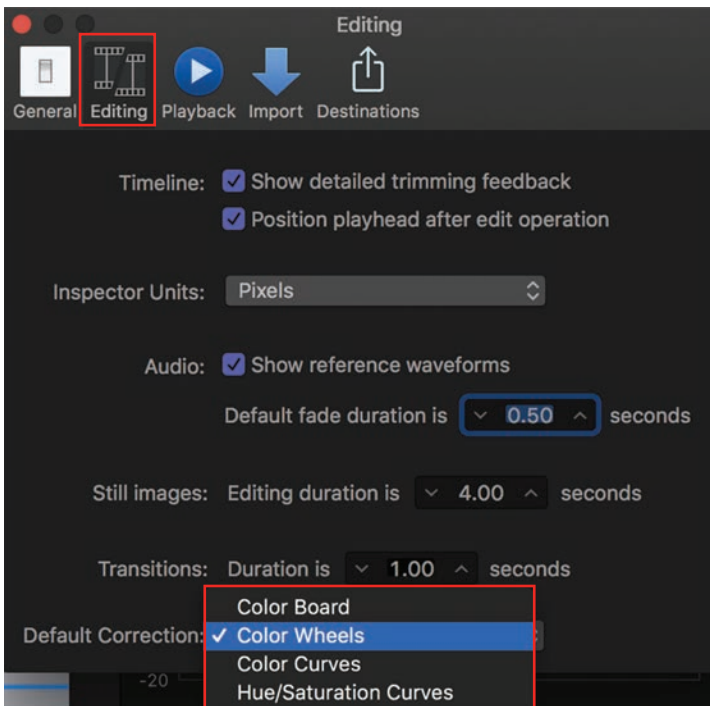 Editing
General Editing Playback Import Destinations
Timeline: Show detailed trimming feedback
Position playhead after edit operation
Inspector Units: Pixels
Audio: Show reference waveforms
Default fade duration is 0.50 seconds
Still images: Editing duration is 4.00 seconds
Transitions: Duration is 1.00 seconds
Color Board
Default Correction: ✓ Color Wheels
Color Curves
-20
Hue/Saturation Curves